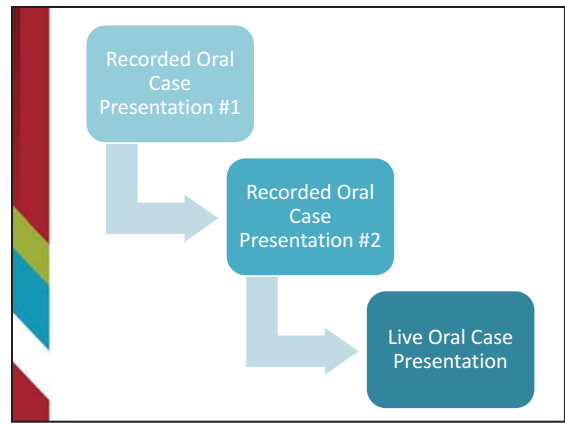 Recorded Oral
Case
Presentation #1
Recorded Oral
Case
Presentation #2
Live Oral Case
Presentation